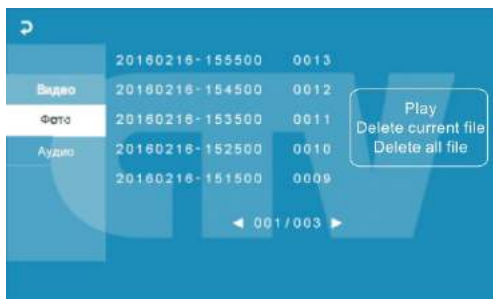 20160216-155500 0013
Видео 20160216-154500 0012
Фото 20160216-153500 0011
Аудио 20160216-152500 0010
20160216-151500 0009
Play
Delete current file
Delete all file
◀ 001/003 ▶
CTV